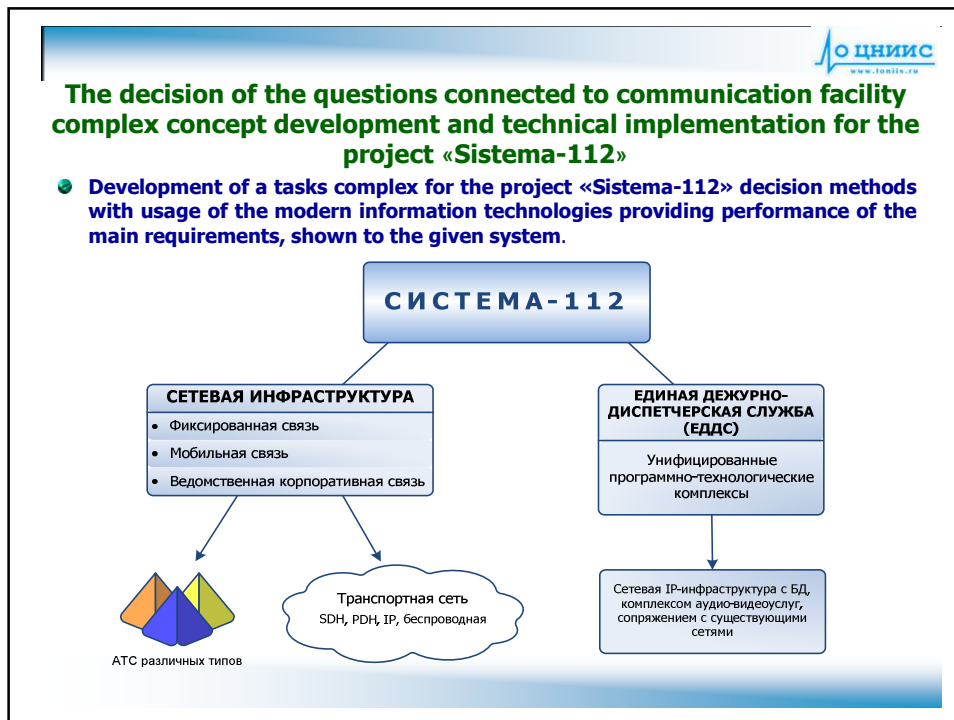 ЛО ЦНИИС
www.loniis.ru
The decision of the questions connected to communication facility
complex concept development and technical implementation for the
project «Sistema-112»
Development of a tasks complex for the project «Sistema-112» decision methods
with usage of the modern information technologies providing performance of the
main requirements, shown to the given system.
СИСТЕМА-112
СЕТЕВАЯ ИНФРАСТРУКТУРА
• Фиксированная связь
• Мобильная связь
• Ведомственная корпоративная связь
ЕДИНАЯ ДЕЖУРНО-
ДИСПЕТЧЕРСКАЯ СЛУЖБА
(ЕДДС)
Унифицированные
программно-технологические
комплексы
АТС различных типов
Транспортная сеть
SDH, PDH, IP, беспроводная
Сетевая IP-инфраструктура с БД,
комплексом аудио-видеоуслуг,
сопряжением с существующими
сетями